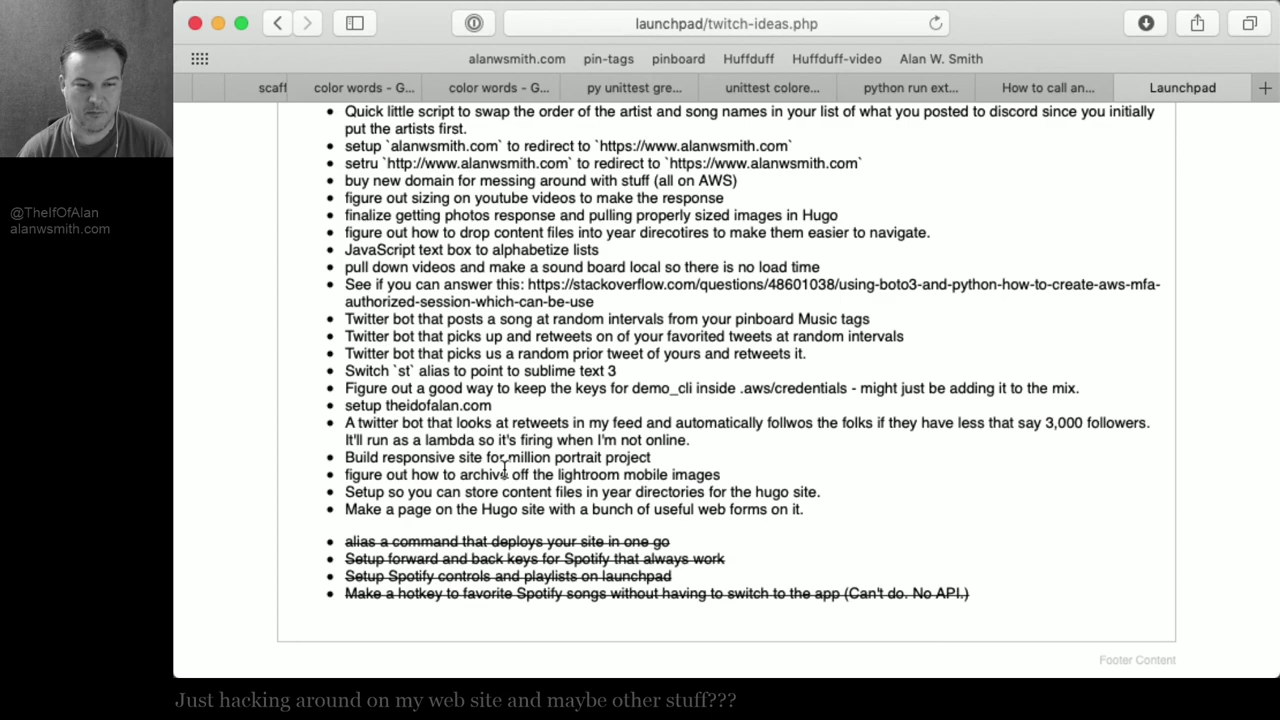 launchpad/twitch-ideas.php
alanwsmith.com pin-tags pinboard Huffduff Huffduff-video Alan W. Smith
scaff color words - G... color words - G... py unittest gre... unittest colore... python run ext... How to call an... Launchpad
@TheIfOfAlan
alanwsmith.com
• Quick little script to swap the order of the artist and song names in your list of what you posted to discord since you initially
put the artists first.
• setup `alanwsmith.com` to redirect to `https://www.alanwsmith.com`
• setru `http://www.alanwsmith.com` to redirect to `https://www.alanwsmith.com`
• buy new domain for messing around with stuff (all on AWS)
• figure out sizing on youtube videos to make the response
• finalize getting photos response and pulling properly sized images in Hugo
• figure out how to drop content files into year direcotires to make them easier to navigate.
• JavaScript text box to alphabetize lists
• pull down videos and make a sound board local so there is no load time
• See if you can answer this: https://stackoverflow.com/questions/48601038/using-boto3-and-python-how-to-create-aws-mfa-
authorized-session-which-can-be-use
• Twitter bot that posts a song at random intervals from your pinboard Music tags
• Twitter bot that picks up and retweets on of your favorited tweets at random intervals
• Twitter bot that picks us a random prior tweet of yours and retweets it.
• Switch `st` alias to point to sublime text 3
• Figure out a good way to keep the keys for demo_cli inside .aws/credentials - might just be adding it to the mix.
• setup theidofalan.com
• A twitter bot that looks at retweets in my feed and automatically follwos the folks if they have less that say 3,000 followers.
It'll run as a lambda so it's firing when I'm not online.
• Build responsive site for million portrait project
• figure out how to archive off the lightroom mobile images
• Setup so you can store content files in year directories for the hugo site.
• Make a page on the Hugo site with a bunch of useful web forms on it.
• alias a command that deploys your site in one go
• Setup forward and back keys for Spotify that always work
• Setup Spotify controls and playlists on launchpad
• Make a hotkey to favorite Spotify songs without having to switch to the app (Can't do. No API.)
Footer Content
Just hacking around on my web site and maybe other stuff???